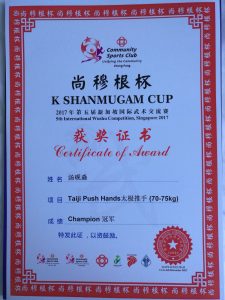 Community
Sports Club
尚穆根杯
K SHANMUGAM CUP
2017年第五届新加坡国际武术交流赛
5th International Wushu Competition, Singapore 2017
获奖证书
Certificate of Award
姓名
项目 Taiji Push Hands太极推手 (70-75kg)
成绩 Champion 冠军
特发此证，以资鼓励。